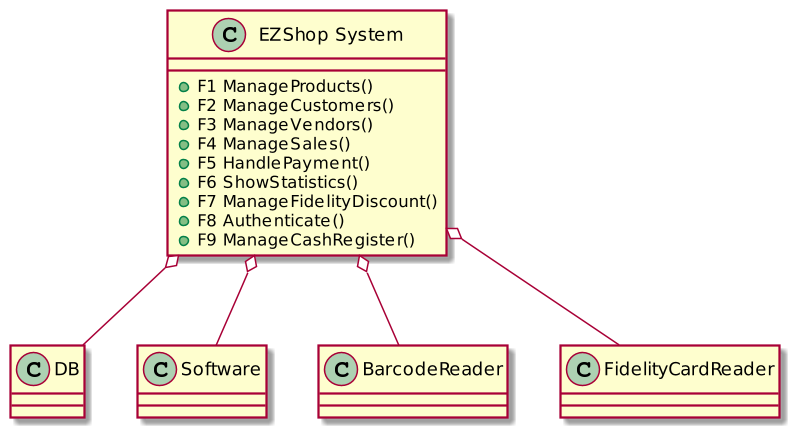 C EZShop System
F1 ManageProducts()
F2 ManageCustomers()
F3 ManageVendors()
F4 ManageSales()
F5 HandlePayment()
F6 ShowStatistics()
F7 ManageFidelityDiscount()
F8 Authenticate()
F9 ManageCashRegister()
C DB
C Software
C BarcodeReader
C FidelityCardReader